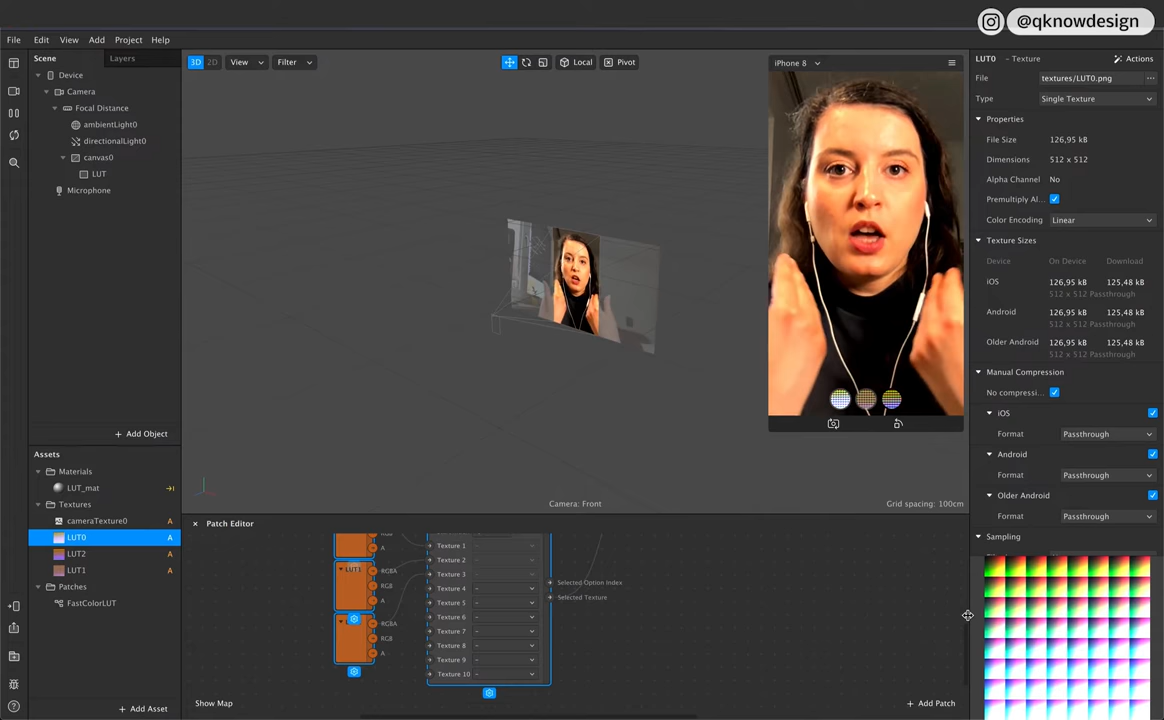 @qknowdesign
File Edit View Add Project Help
Scene
Layers
Device
Camera
Focal Distance
ambientLight0
directionalLight0
canvas0
LUT
Microphone
+ Add Object
Assets
Materials
LUT_mat
Textures
cameraTexture0 A
LUT0 A
LUT2 A
LUT1 A
Patches
FastColorLUT
+ Add Asset
3D 2D View Filter
Local Pivot
iPhone 8
Camera: Front
Grid spacing: 100cm
Patch Editor
RGB
A
LUT1
RGBA
RGB
A
RGBA
RGB
A
Texture 1
Texture 2
Texture 3
Texture 4
Texture 5
Texture 6
Texture 7
Texture 8
Texture 9
Texture 10
Selected Option Index
Selected Texture
Show Map
+ Add Patch
LUT0 - Texture
Actions
File textures/LUT0.png ...
Type Single Texture
Properties
File Size 126,95 kB
Dimensions 512 x 512
Alpha Channel No
Premultiply Al...
Color Encoding Linear
Texture Sizes
Device On Device Download
iOS 126,95 kB 125,48 kB
512 x 512 Passthrough
Android 126,95 kB 125,48 kB
512 x 512 Passthrough
Older Android 126,95 kB 125,48 kB
512 x 512 Passthrough
Manual Compression
No compressi...
iOS
Format Passthrough
Android
Format Passthrough
Older Android
Format Passthrough
Sampling